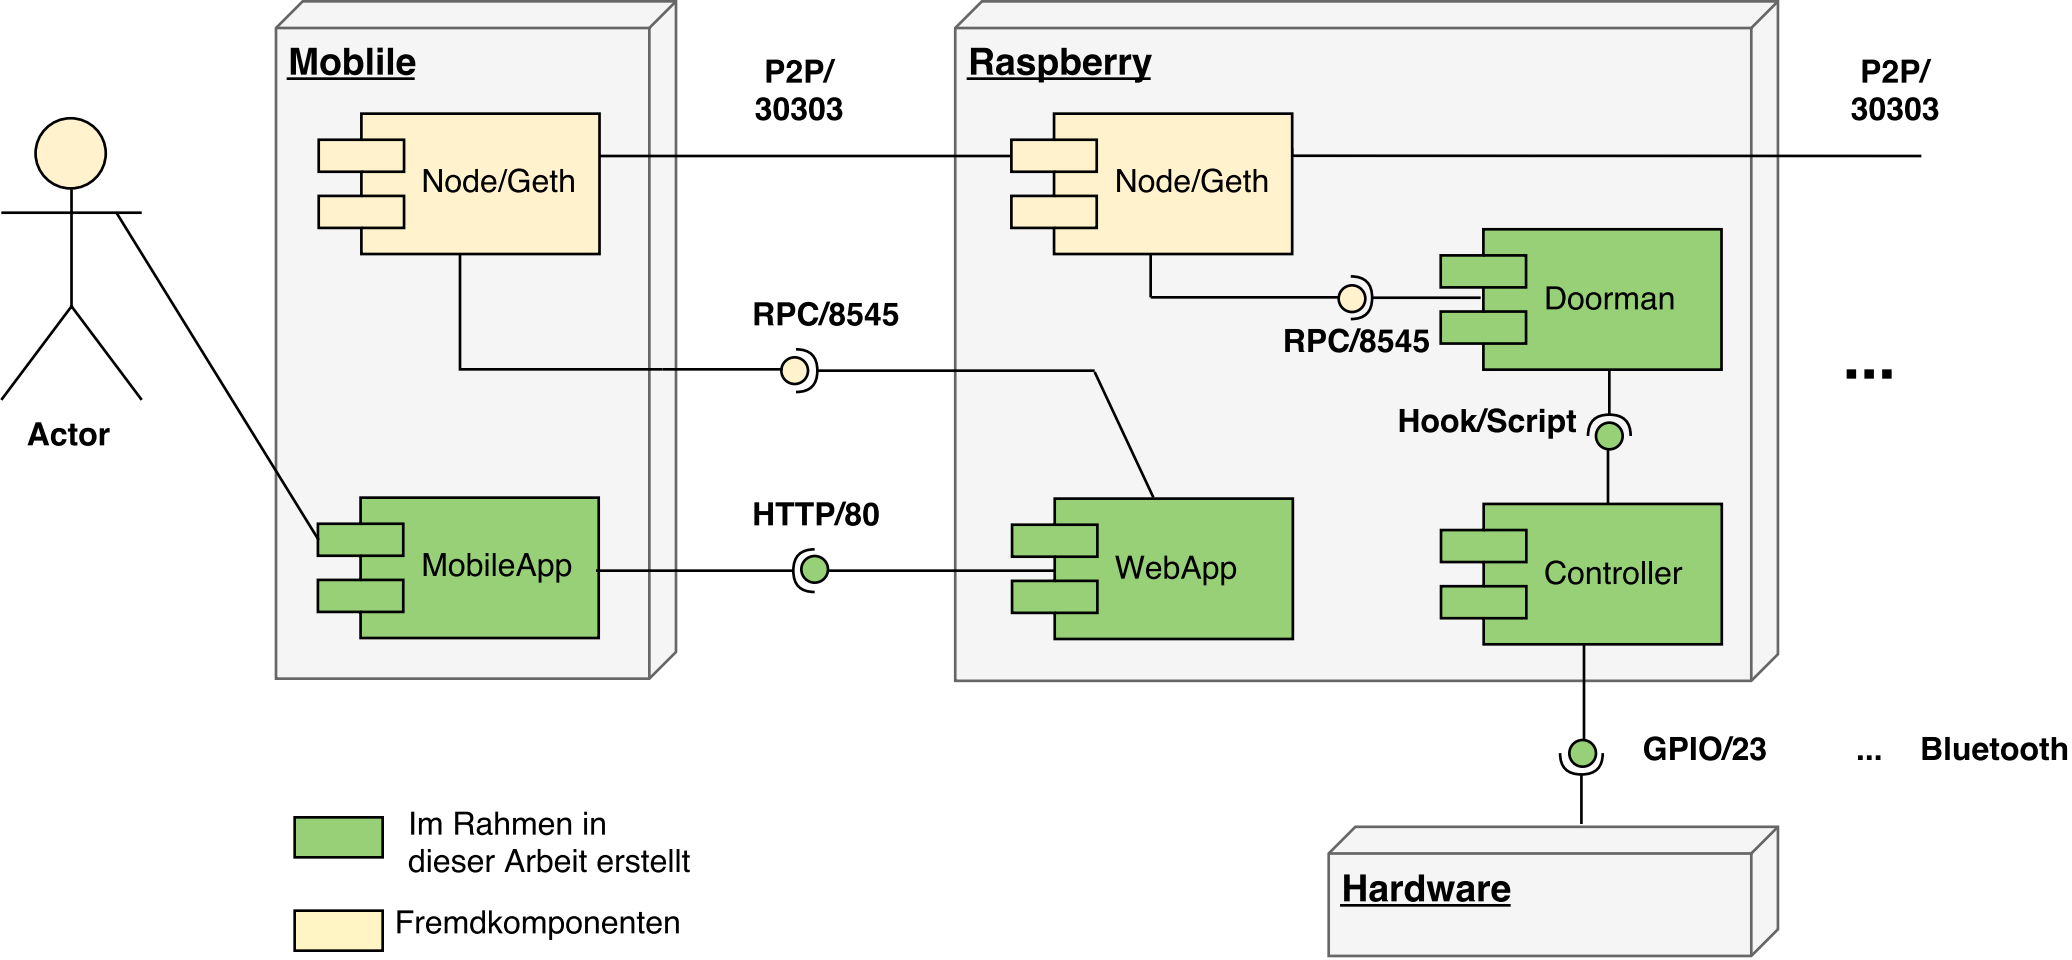 Moblile
Raspberry
P2P/
30303
P2P/
30303
Node/Geth
Node/Geth
Doorman
RPC/8545
RPC/8545
...
Hook/Script
Actor
HTTP/80
MobileApp
WebApp
Controller
GPIO/23 ... Bluetooth
Im Rahmen in
dieser Arbeit erstellt
Hardware
Fremdkomponenten